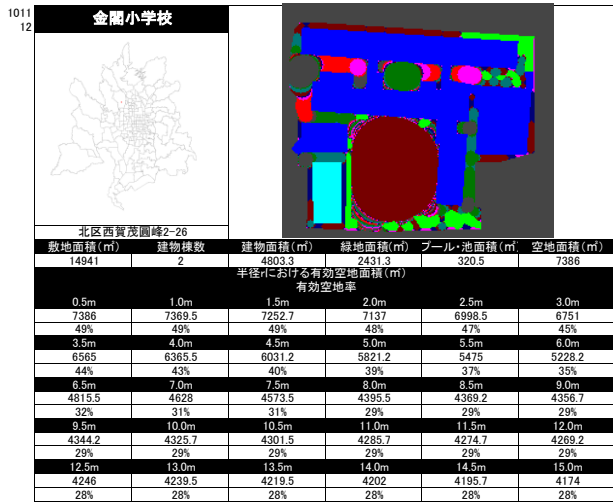 1011
12
金閣小学校
北区西賀茂圓峰2-26
敷地面積(㎡) 建物棟数 建物面積(㎡) 緑地面積(㎡) プール・池面積(㎡) 空地面積(㎡)
14941 2 4803.3 2431.3 320.5 7386
半径rにおける有効空地面積(㎡)
有効空地率
0.5m 1.0m 1.5m 2.0m 2.5m 3.0m
7386 7369.5 7252.7 7137 6998.5 6751
49% 49% 49% 48% 47% 45%
3.5m 4.0m 4.5m 5.0m 5.5m 6.0m
6565 6365.5 6031.2 5821.2 5475 5228.2
44% 43% 40% 39% 37% 35%
6.5m 7.0m 7.5m 8.0m 8.5m 9.0m
4815.5 4628 4573.5 4395.5 4369.2 4356.7
32% 31% 31% 29% 29% 29%
9.5m 10.0m 10.5m 11.0m 11.5m 12.0m
4344.2 4325.7 4301.5 4285.7 4274.7 4269.2
29% 29% 29% 29% 29% 29%
12.5m 13.0m 13.5m 14.0m 14.5m 15.0m
4246 4239.5 4219.5 4202 4195.7 4174
28% 28% 28% 28% 28% 28%